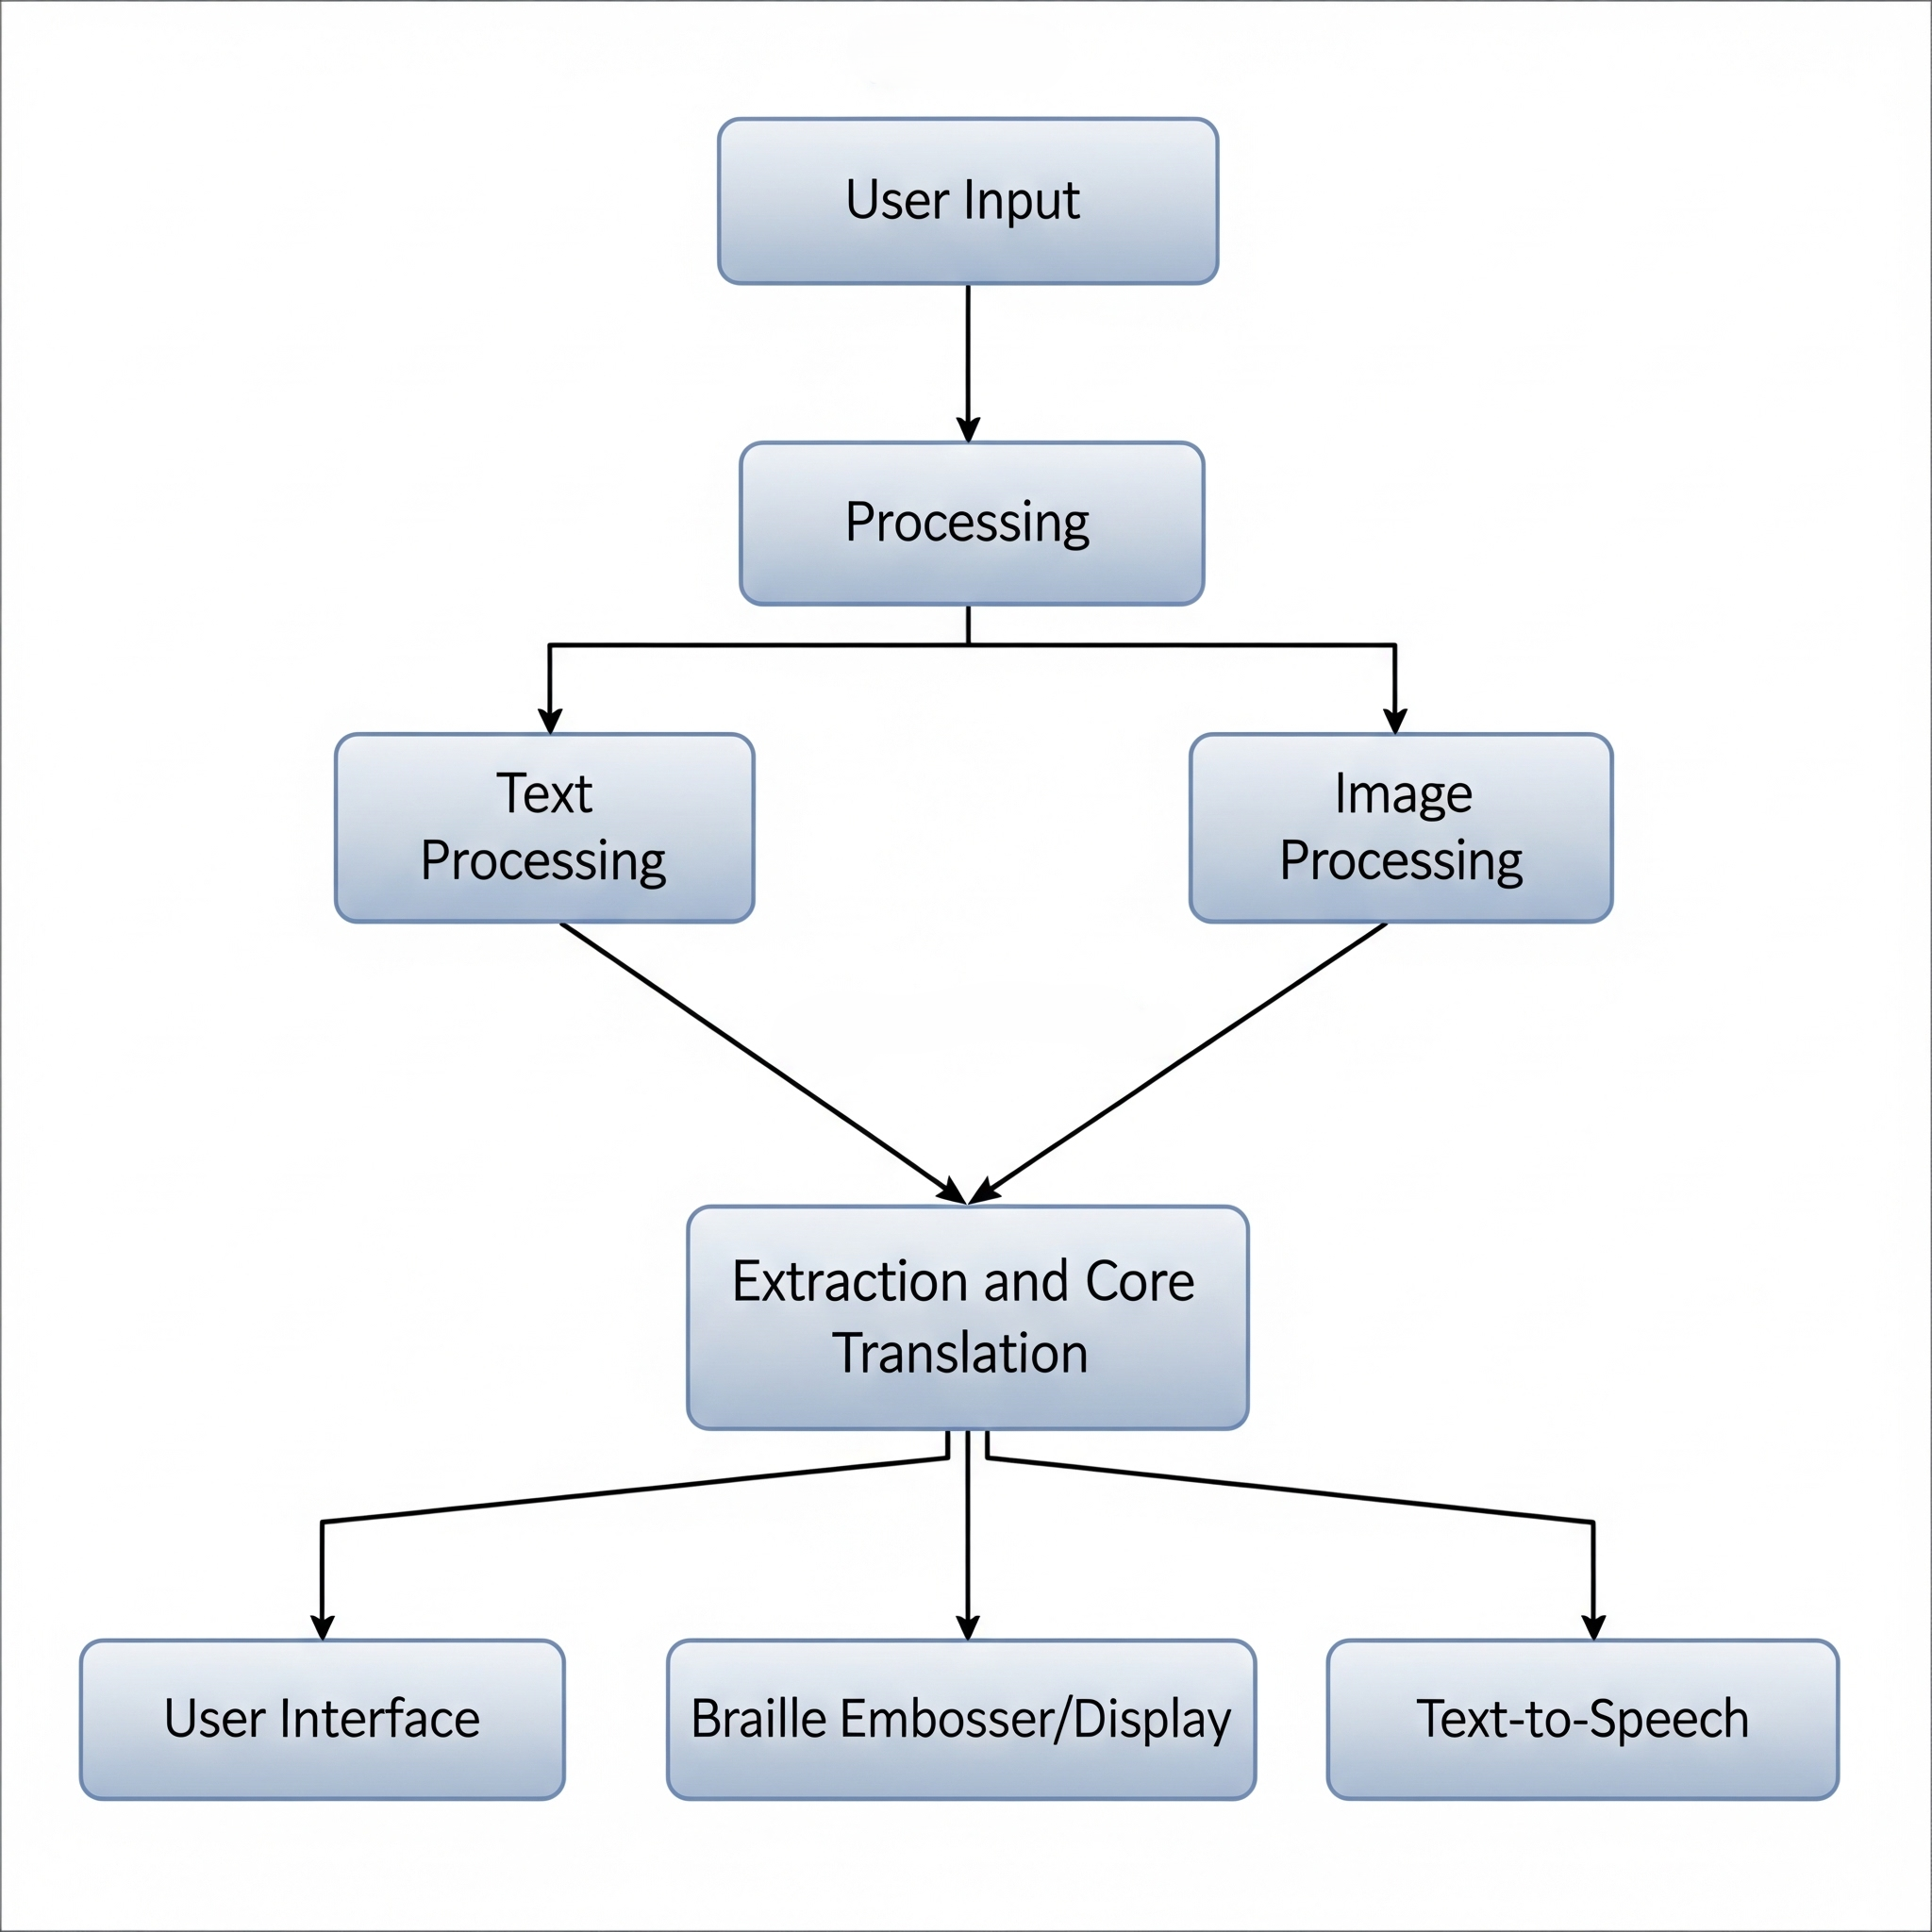 User Input
Processing
Text
Processing
Image
Processing
Extraction and Core
Translation
User Interface
Braille Embosser/Display
Text-to-Speech